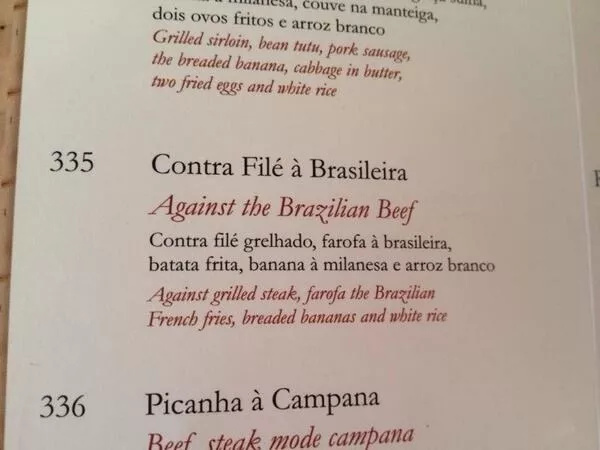 milanesa, couve na manteiga,
dois ovos fritos e arroz branco
Grilled sirloin, bean tutu, pork sausage,
the breaded banana, cabbage in butter,
two fried eggs and white rice
335
Contra Filé à Brasileira
Against the Brazilian Beef
Contra filé grelhado, farofa à brasileira,
batata frita, banana à milanesa e arroz branco
Against grilled steak, farofa the Brazilian
French fries, breaded bananas and white rice
336
Picanha à Campana
Beef steak mode campana